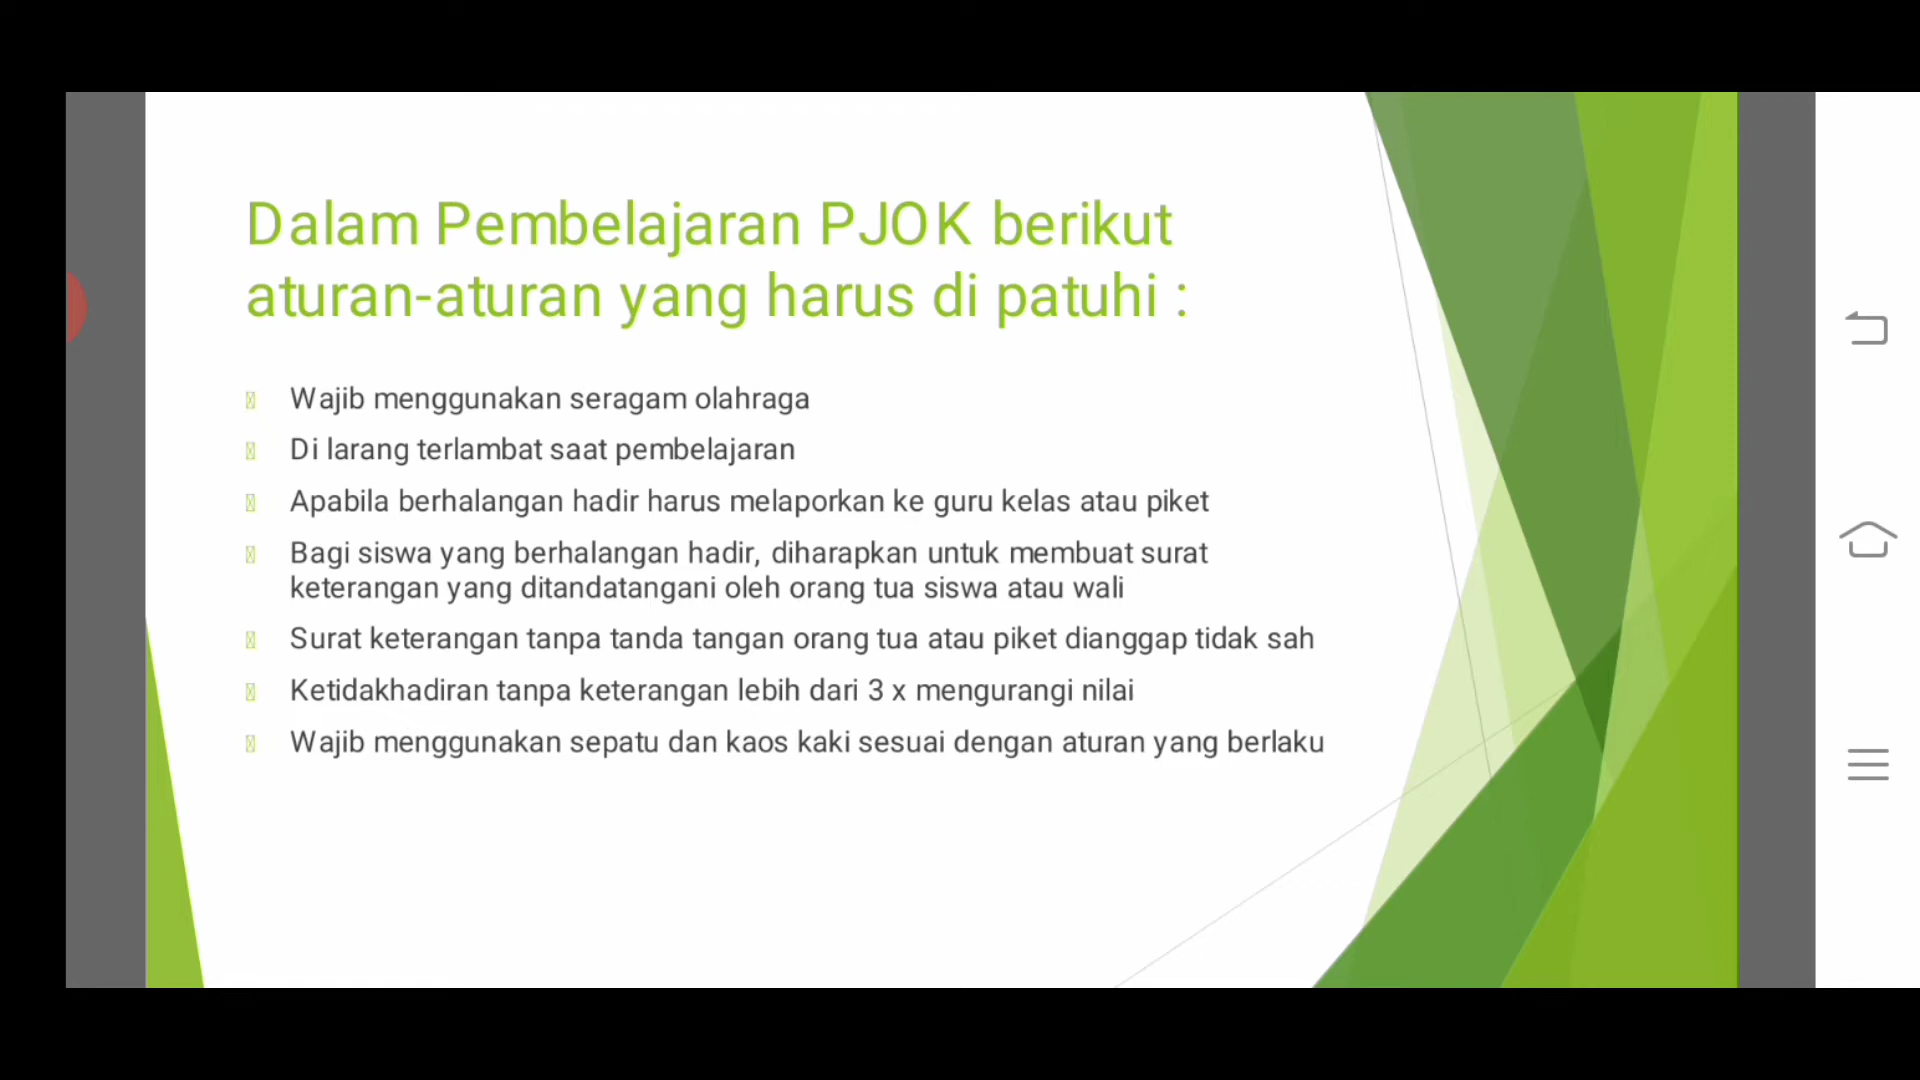 Dalam Pembelajaran PJOK berikut
aturan-aturan yang harus di patuhi :
Wajib menggunakan seragam olahraga
Di larang terlambat saat pembelajaran
Apabila berhalangan hadir harus melaporkan ke guru kelas atau piket
Bagi siswa yang berhalangan hadir, diharapkan untuk membuat surat
keterangan yang ditandatangani oleh orang tua siswa atau wali
Surat keterangan tanpa tanda tangan orang tua atau piket dianggap tidak sah
Ketidakhadiran tanpa keterangan lebih dari 3 x mengurangi nilai
Wajib menggunakan sepatu dan kaos kaki sesuai dengan aturan yang berlaku